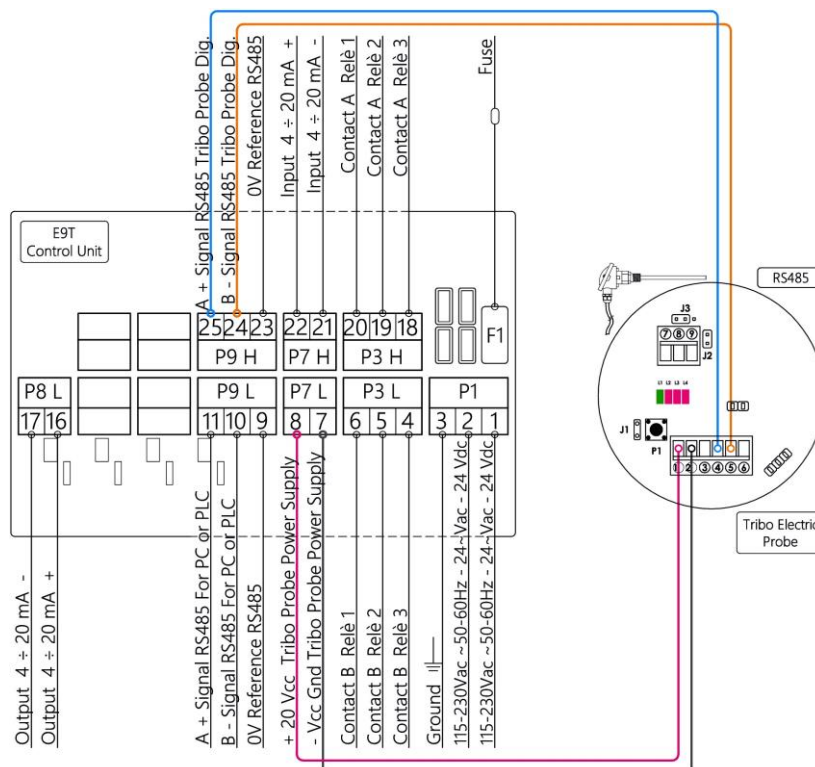 A + Signal RS485 Tribo Probe Dig.
B - Signal RS485 Tribo Probe Dig.
0V Reference RS485
Input 4 ÷ 20 mA +
Input 4 ÷ 20 mA -
Contact A Relè 1
Contact A Relè 2
Contact A Relè 3
Fuse
E9T
Control Unit
25 24 23
22 21
20 19 18
F1
P9 H
P7 H
P3 H
P8 L
P9 L
P7 L
P3 L
P1
17 16
11 10 9
8 7
6 5 4
3 2 1
Output 4 ÷ 20 mA -
Output 4 ÷ 20 mA +
A + Signal RS485 For PC or PLC
B - Signal RS485 For PC or PLC
0V Reference RS485
+ 20 Vcc Tribo Probe Power Supply
- Vcc Gnd Tribo Probe Power Supply
Contact B Relè 1
Contact B Relè 2
Contact B Relè 3
Ground
115-230Vac ~50-60Hz - 24~Vac - 24 Vdc
115-230Vac ~50-60Hz - 24~Vac - 24 Vdc
RS485
J3
7 8 9
J2
L1 L2 L3 L4
J1
P1
1 2 3 4 5 6
Tribo Electric
Probe